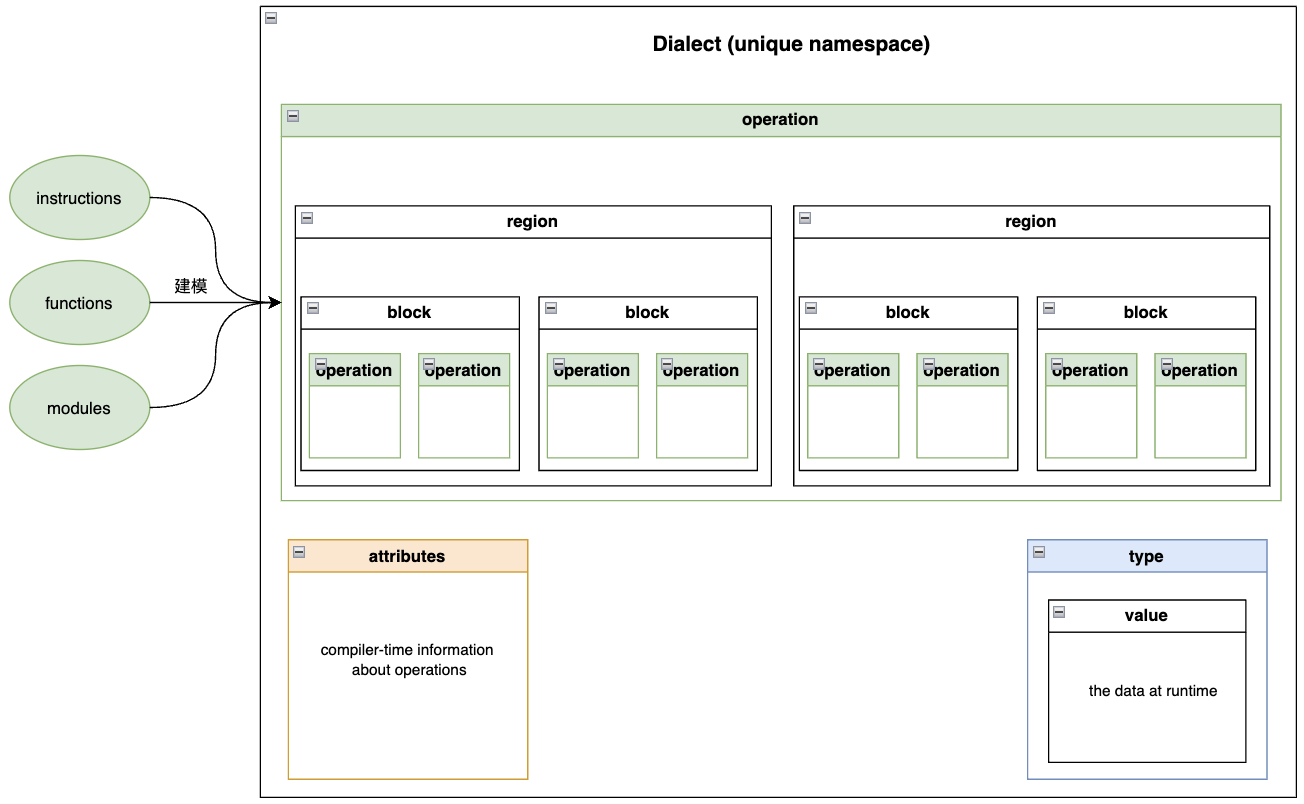 Dialect (unique namespace)
operation
instructions
functions
modules
建模
region
region
block
block
block
block
operation
operation
operation
operation
operation
operation
operation
operation
attributes
compiler-time information
about operations
type
value
the data at runtime